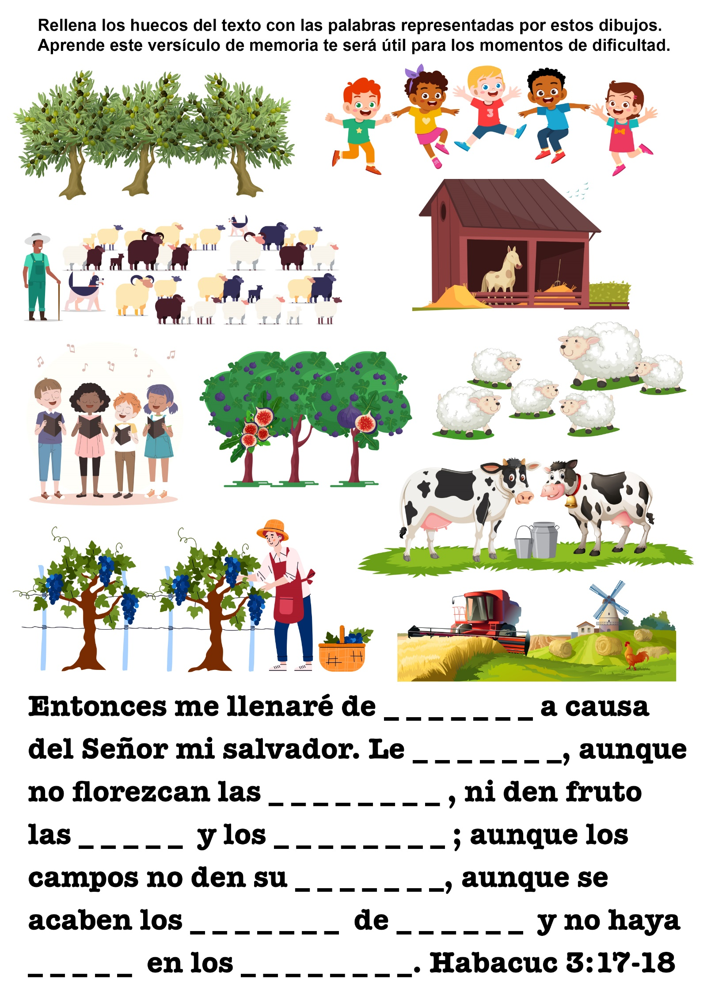 Rellena los huecos del texto con las palabras representadas por estos dibujos.
Aprende este versículo de memoria te será útil para los momentos de dificultad.
3
Entonces me llenaré de _ _ _ _ _ _ _ a causa
del Señor mi salvador. Le _ _ _ _ _ _ _, aunque
no florezcan las _ _ _ _ _ _ _ _ , ni den fruto
las _ _ _ _ _ y los _ _ _ _ _ _ _ _ ; aunque los
campos no den su _ _ _ _ _ _ _, aunque se
acaben los _ _ _ _ _ _ _ de _ _ _ _ _ _ y no haya
_ _ _ _ _ en los _ _ _ _ _ _ _ _. Habacuc 3:17-18